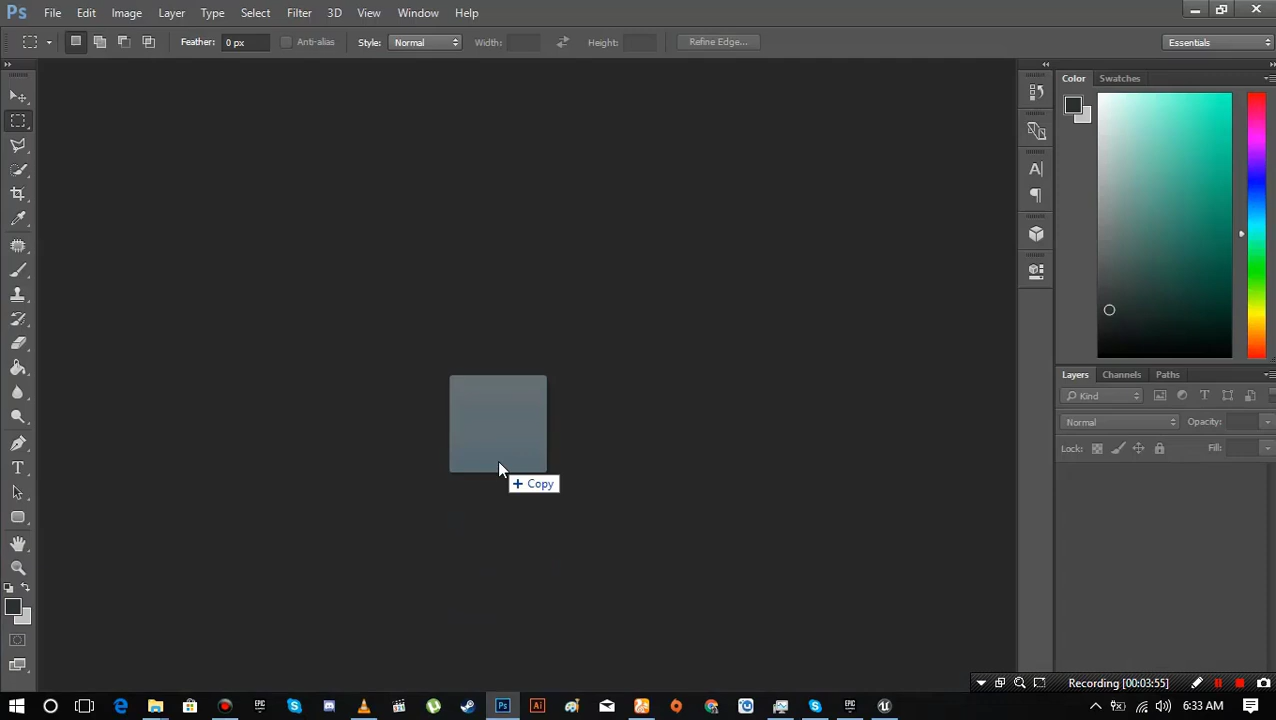 Ps File Edit Image Layer Type Select Filter 3D View Window Help
Feather: 0 px Anti-alias Style: Normal Width: Height: Refine Edge... Essentials
Color Swatches
Layers Channels Paths
Kind
Normal Opacity:
Lock: Fill:
+ Copy
Recording [00:03:55]
6:33 AM